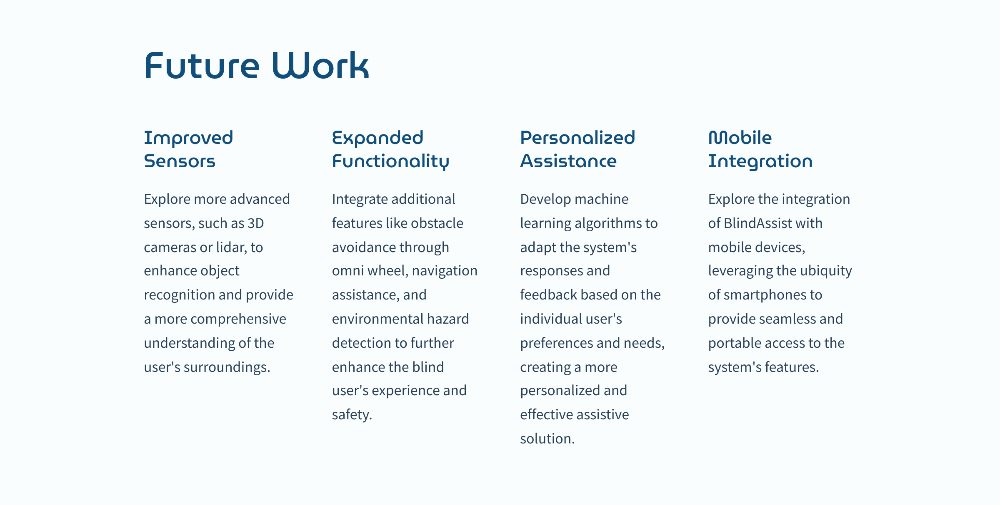 Future Work
Improved
Sensors
Explore more advanced
sensors, such as 3D
cameras or lidar, to
enhance object
recognition and provide
a more comprehensive
understanding of the
user's surroundings.
Expanded
Functionality
Integrate additional
features like obstacle
avoidance through
omni wheel, navigation
assistance, and
environmental hazard
detection to further
enhance the blind
user's experience and
safety.
Personalized
Assistance
Develop machine
learning algorithms to
adapt the system's
responses and
feedback based on the
individual user's
preferences and needs,
creating a more
personalized and
effective assistive
solution.
Mobile
Integration
Explore the integration
of BlindAssist with
mobile devices,
leveraging the ubiquity
of smartphones to
provide seamless and
portable access to the
system's features.